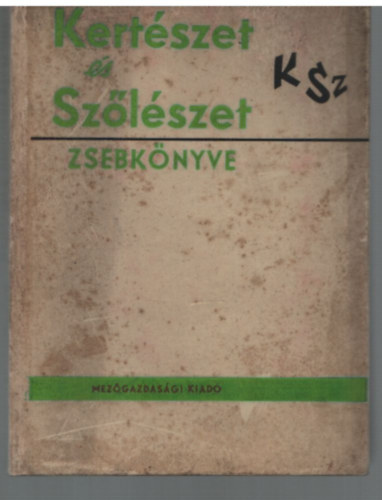 Kertészet
és
Szőlészet
KSz
ZSEBKÖNYVE
MEZŐGAZDASÁGI KIADÓ